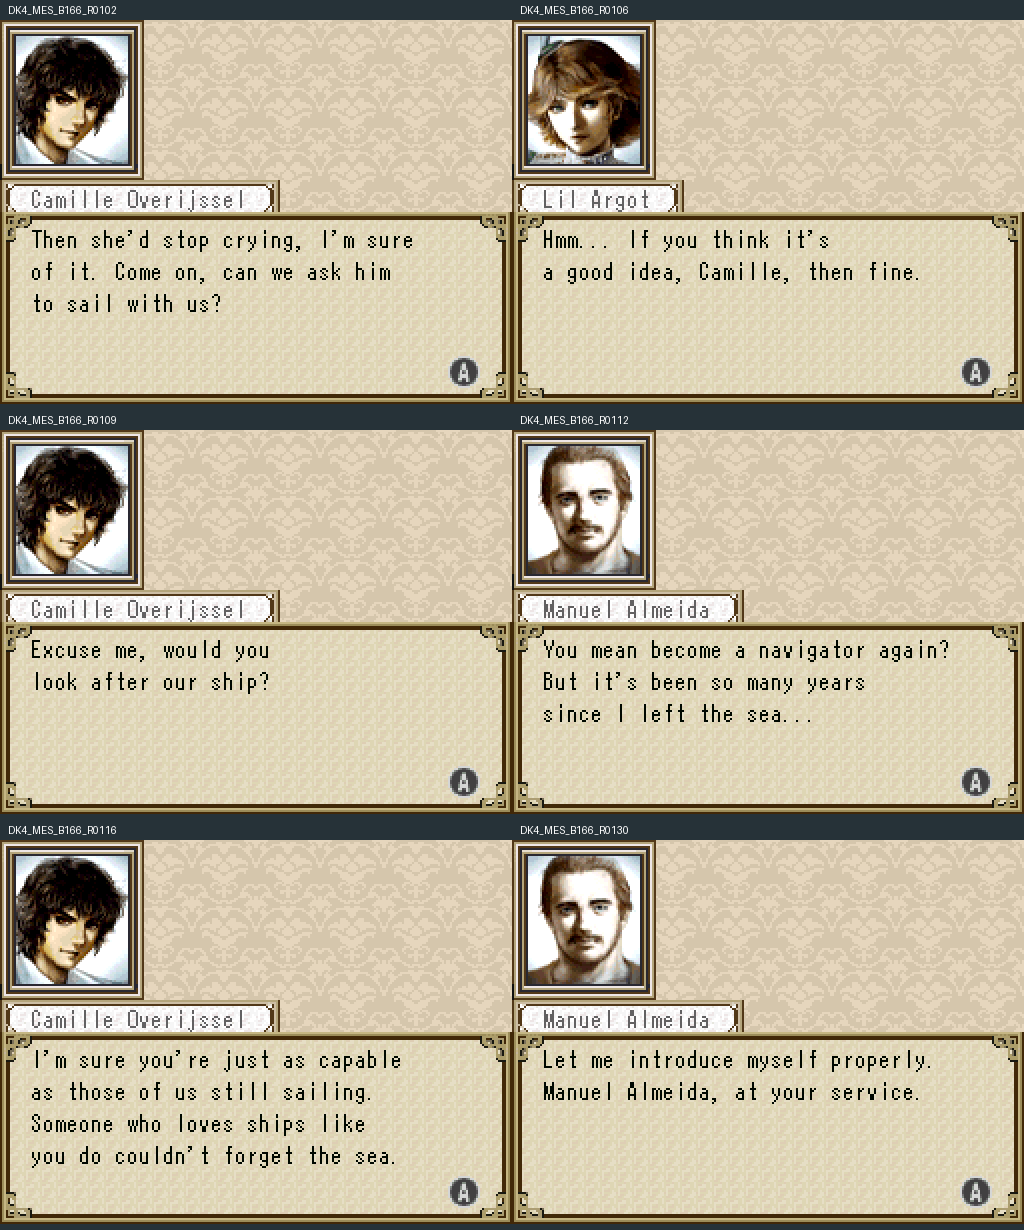 DK4_MES_B166_R0102
Camille Overijssel
Then she'd stop crying, I'm sure
of it. Come on, can we ask him
to sail with us?
A
DK4_MES_B166_R0106
Lil Argot
Hmm... If you think it's
a good idea, Camille, then fine.
A
DK4_MES_B166_R0109
Camille Overijssel
Excuse me, would you
look after our ship?
A
DK4_MES_B166_R0112
Manuel Almeida
You mean become a navigator again?
But it's been so many years
since I left the sea...
A
DK4_MES_B166_R0116
Camille Overijssel
I'm sure you're just as capable
as those of us still sailing.
Someone who loves ships like
you do couldn't forget the sea.
A
DK4_MES_B166_R0130
Manuel Almeida
Let me introduce myself properly.
Manuel Almeida, at your service.
A